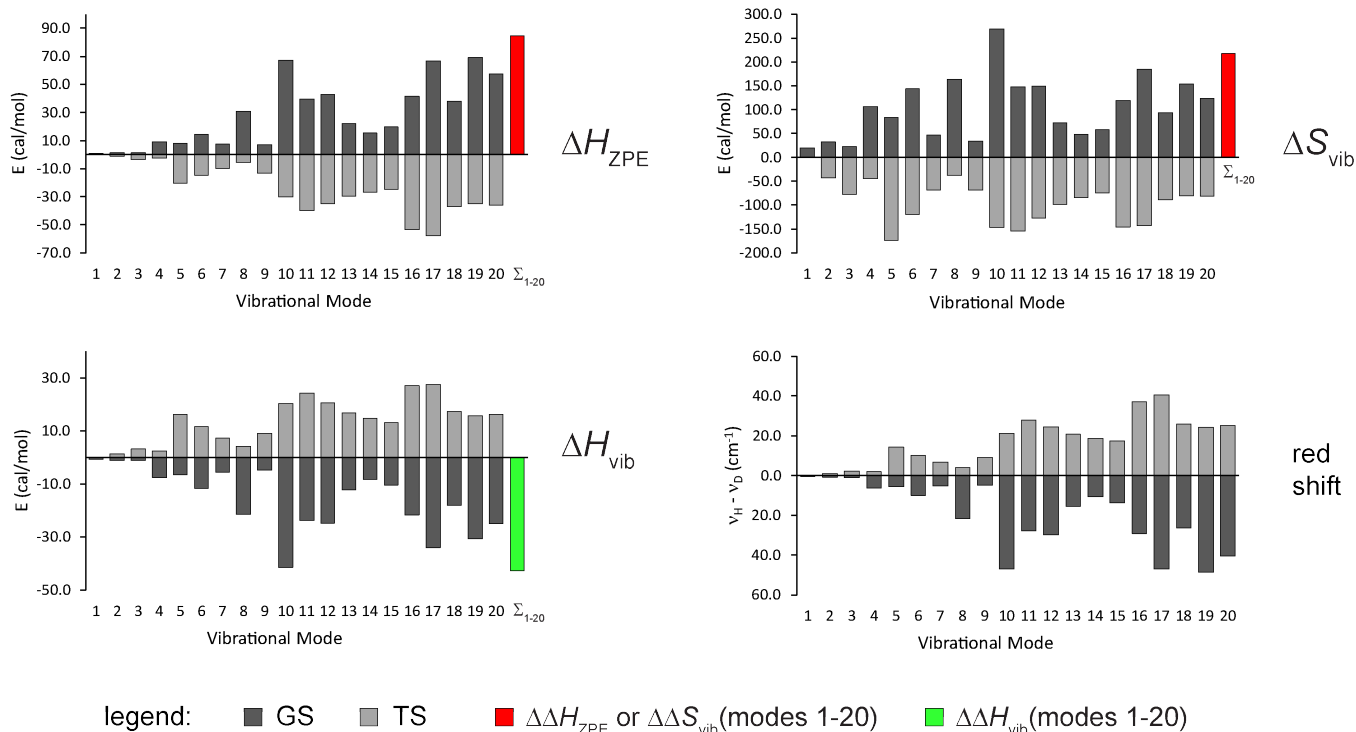 90.0
70.0
50.0
30.0
10.0
-10.0
-30.0
-50.0
-70.0
E (cal/mol)
1 2 3 4 5 6 7 8 9 10 11 12 13 14 15 16 17 18 19 20 Σ1-20
Vibrational Mode
ΔHZPE
300.0
250.0
200.0
150.0
100.0
50.0
0.0
-50.0
-100.0
-150.0
-200.0
E (cal/mol)
Σ1-20
1 2 3 4 5 6 7 8 9 10 11 12 13 14 15 16 17 18 19 20
Vibrational Mode
ΔSvib
30.0
10.0
-10.0
-30.0
-50.0
E (cal/mol)
1 2 3 4 5 6 7 8 9 10 11 12 13 14 15 16 17 18 19 20 Σ1-20
Vibrational Mode
ΔHvib
60.0
40.0
20.0
0.0
20.0
40.0
60.0
νH - νD (cm-1)
1 2 3 4 5 6 7 8 9 10 11 12 13 14 15 16 17 18 19 20
Vibrational Mode
red
shift
legend: GS TS ΔΔHZPE or ΔΔSvib(modes 1-20) ΔΔHvib(modes 1-20)